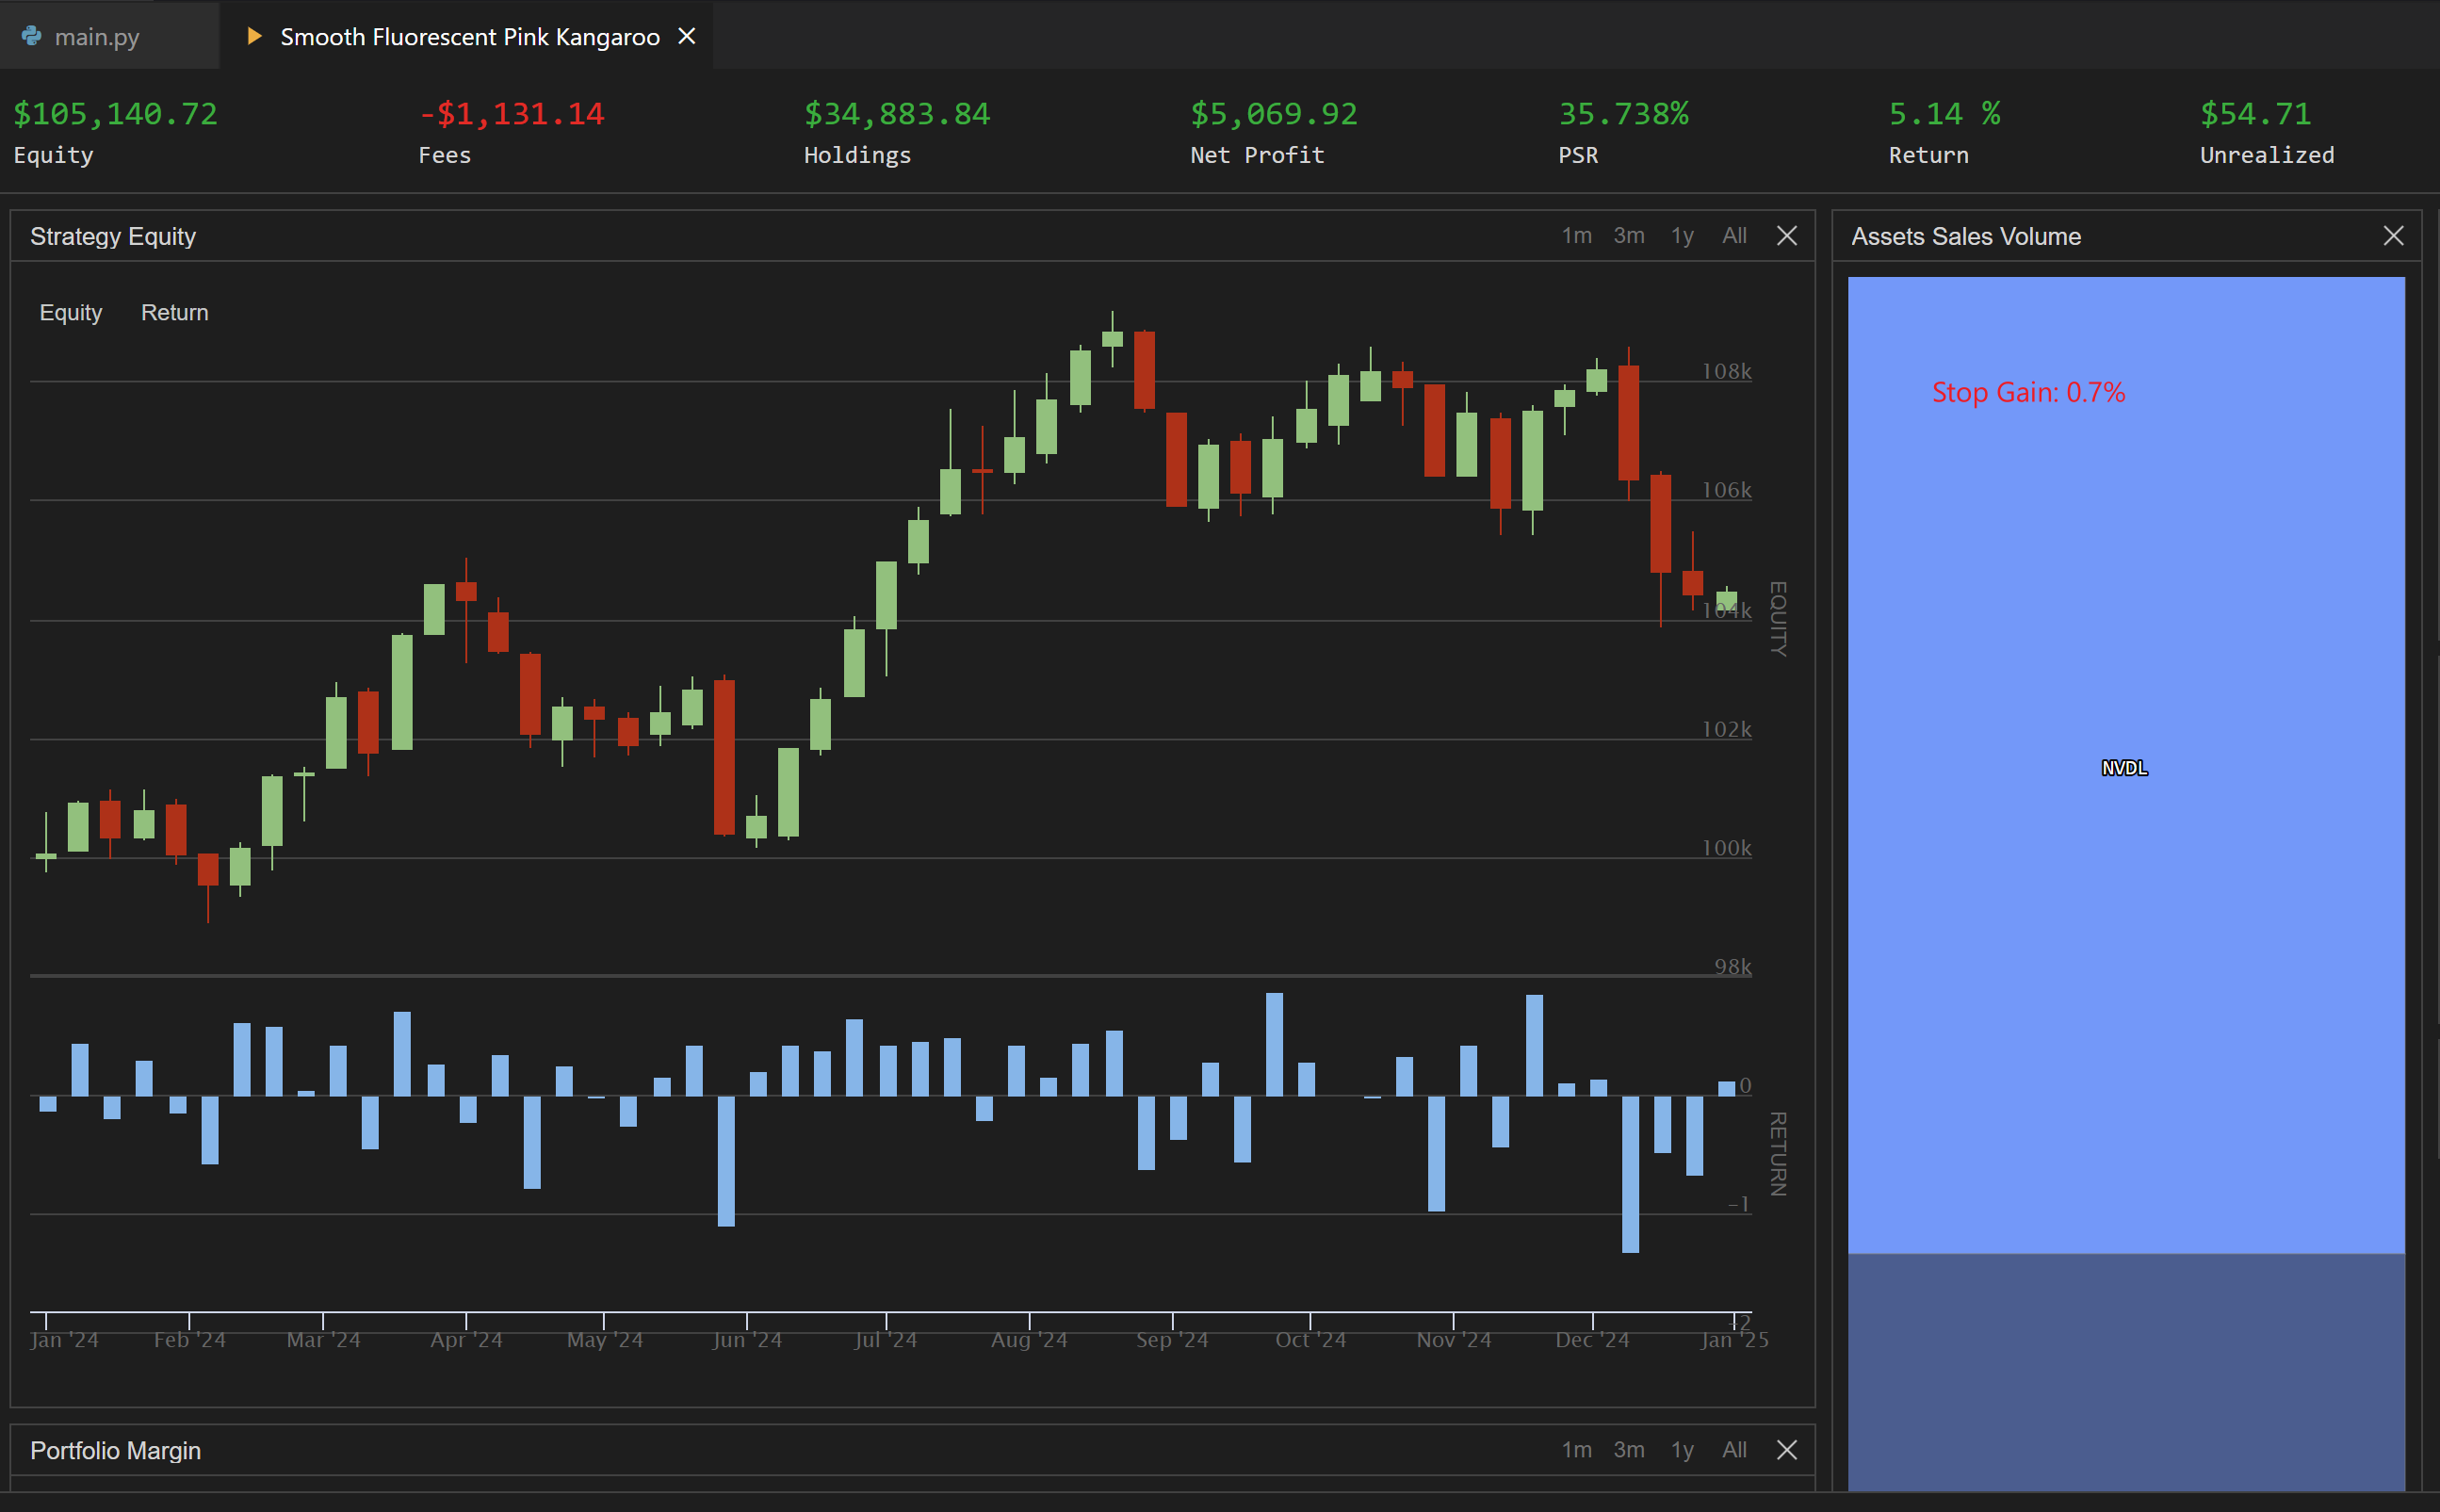 main.py
Smooth Fluorescent Pink Kangaroo
$105,140.72
Equity
-$1,131.14
Fees
$34,883.84
Holdings
$5,069.92
Net Profit
35.738%
PSR
5.14 %
Return
$54.71
Unrealized
Strategy Equity
1m 3m 1y All
Equity Return
108k
106k
104k
102k
100k
98k
EQUITY
0
-1
-2
RETURN
Jan '24 Feb '24 Mar '24 Apr '24 May '24 Jun '24 Jul '24 Aug '24 Sep '24 Oct '24 Nov '24 Dec '24 Jan '25
Assets Sales Volume
Stop Gain: 0.7%
NVDL
Portfolio Margin
1m 3m 1y All